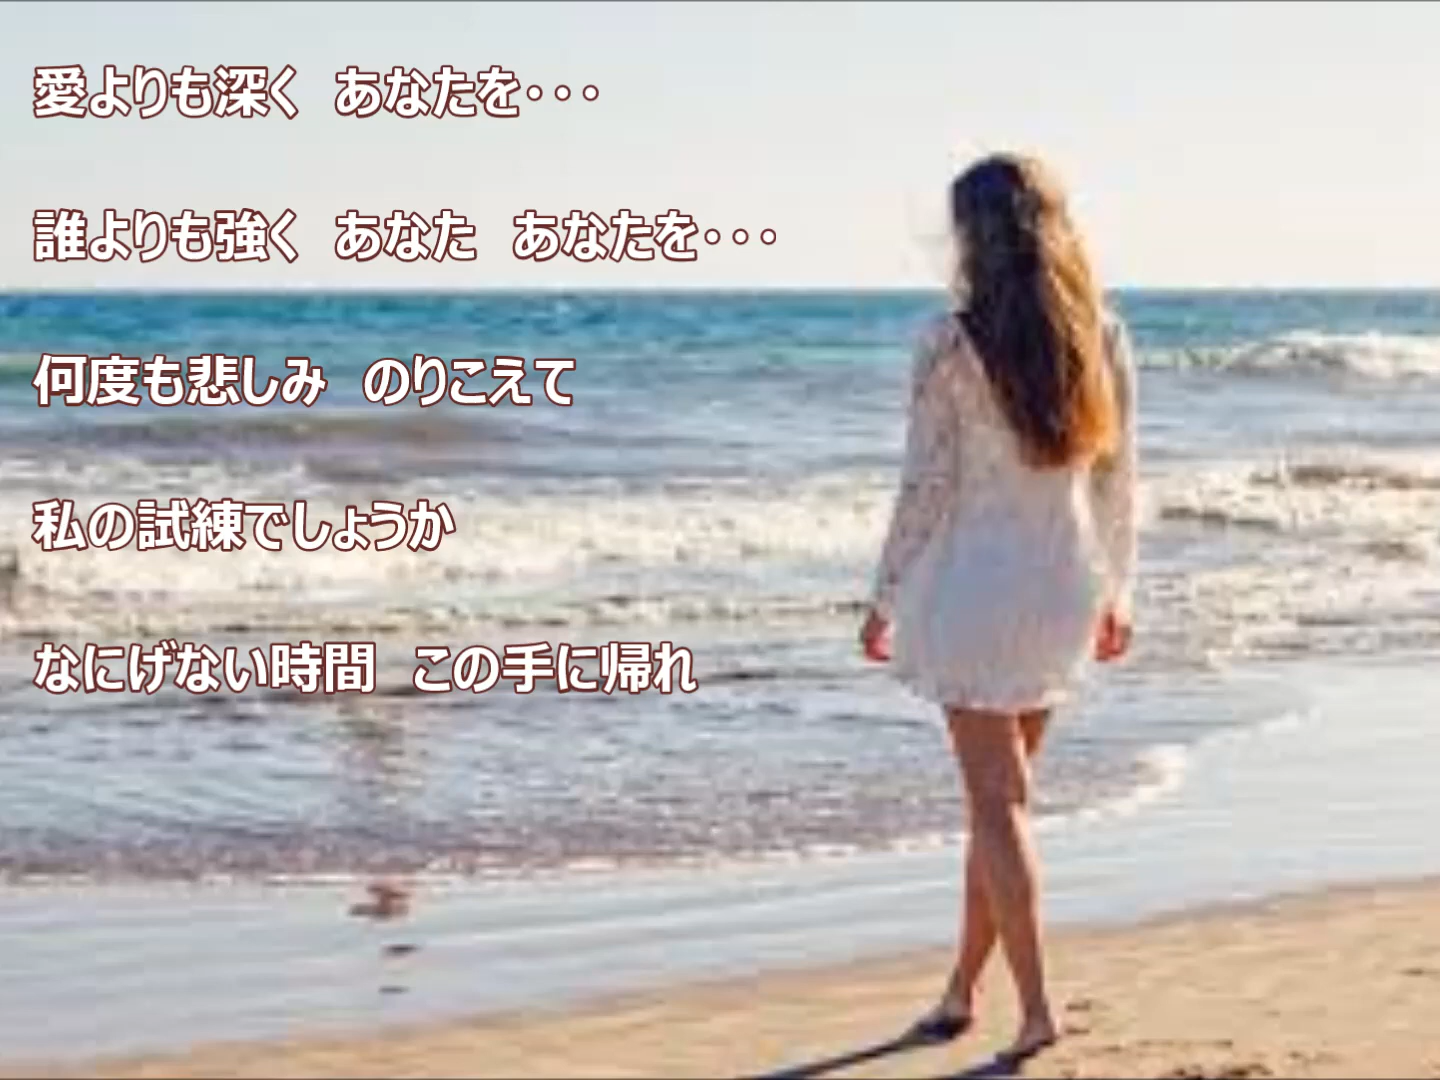 愛よりも深く　あなたを・・・
誰よりも強く　あなた　あなたを・・・
何度も悲しみ　のりこえて
私の試練でしょうか
なにげない時間　この手に帰れ